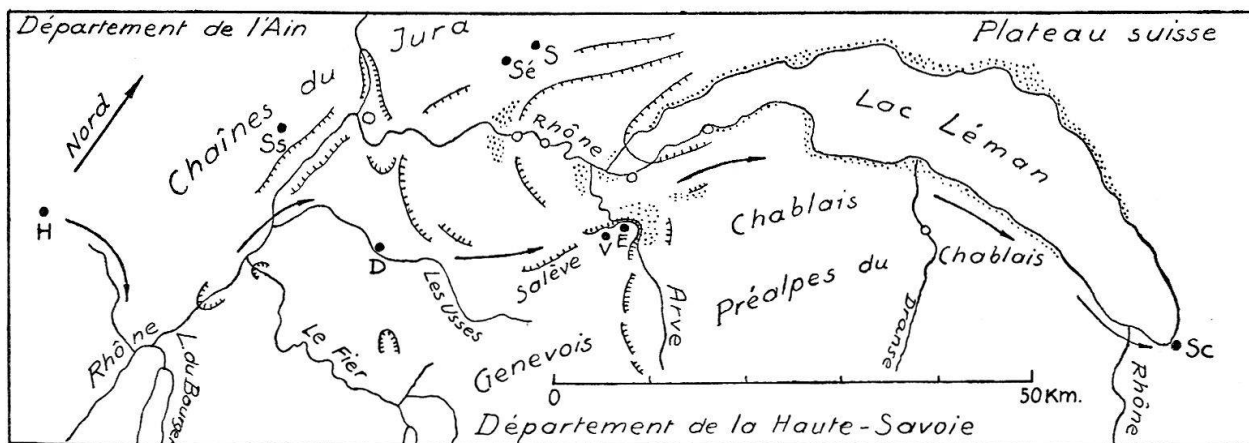 Département de l'Ain
Jura
Plateau suisse
S
Sé
du
Nord
Chaînes
Ss
Rhône
Lac Léman
H
Chablais
V
E
D
Chablais
Salève
Les Usses
Préalpes du
Arve
Dranse
Rhône
L. du Bourget
Le Fier
Genevois
Sc
Rhône
0
50 Km.
Département de la Haute-Savoie